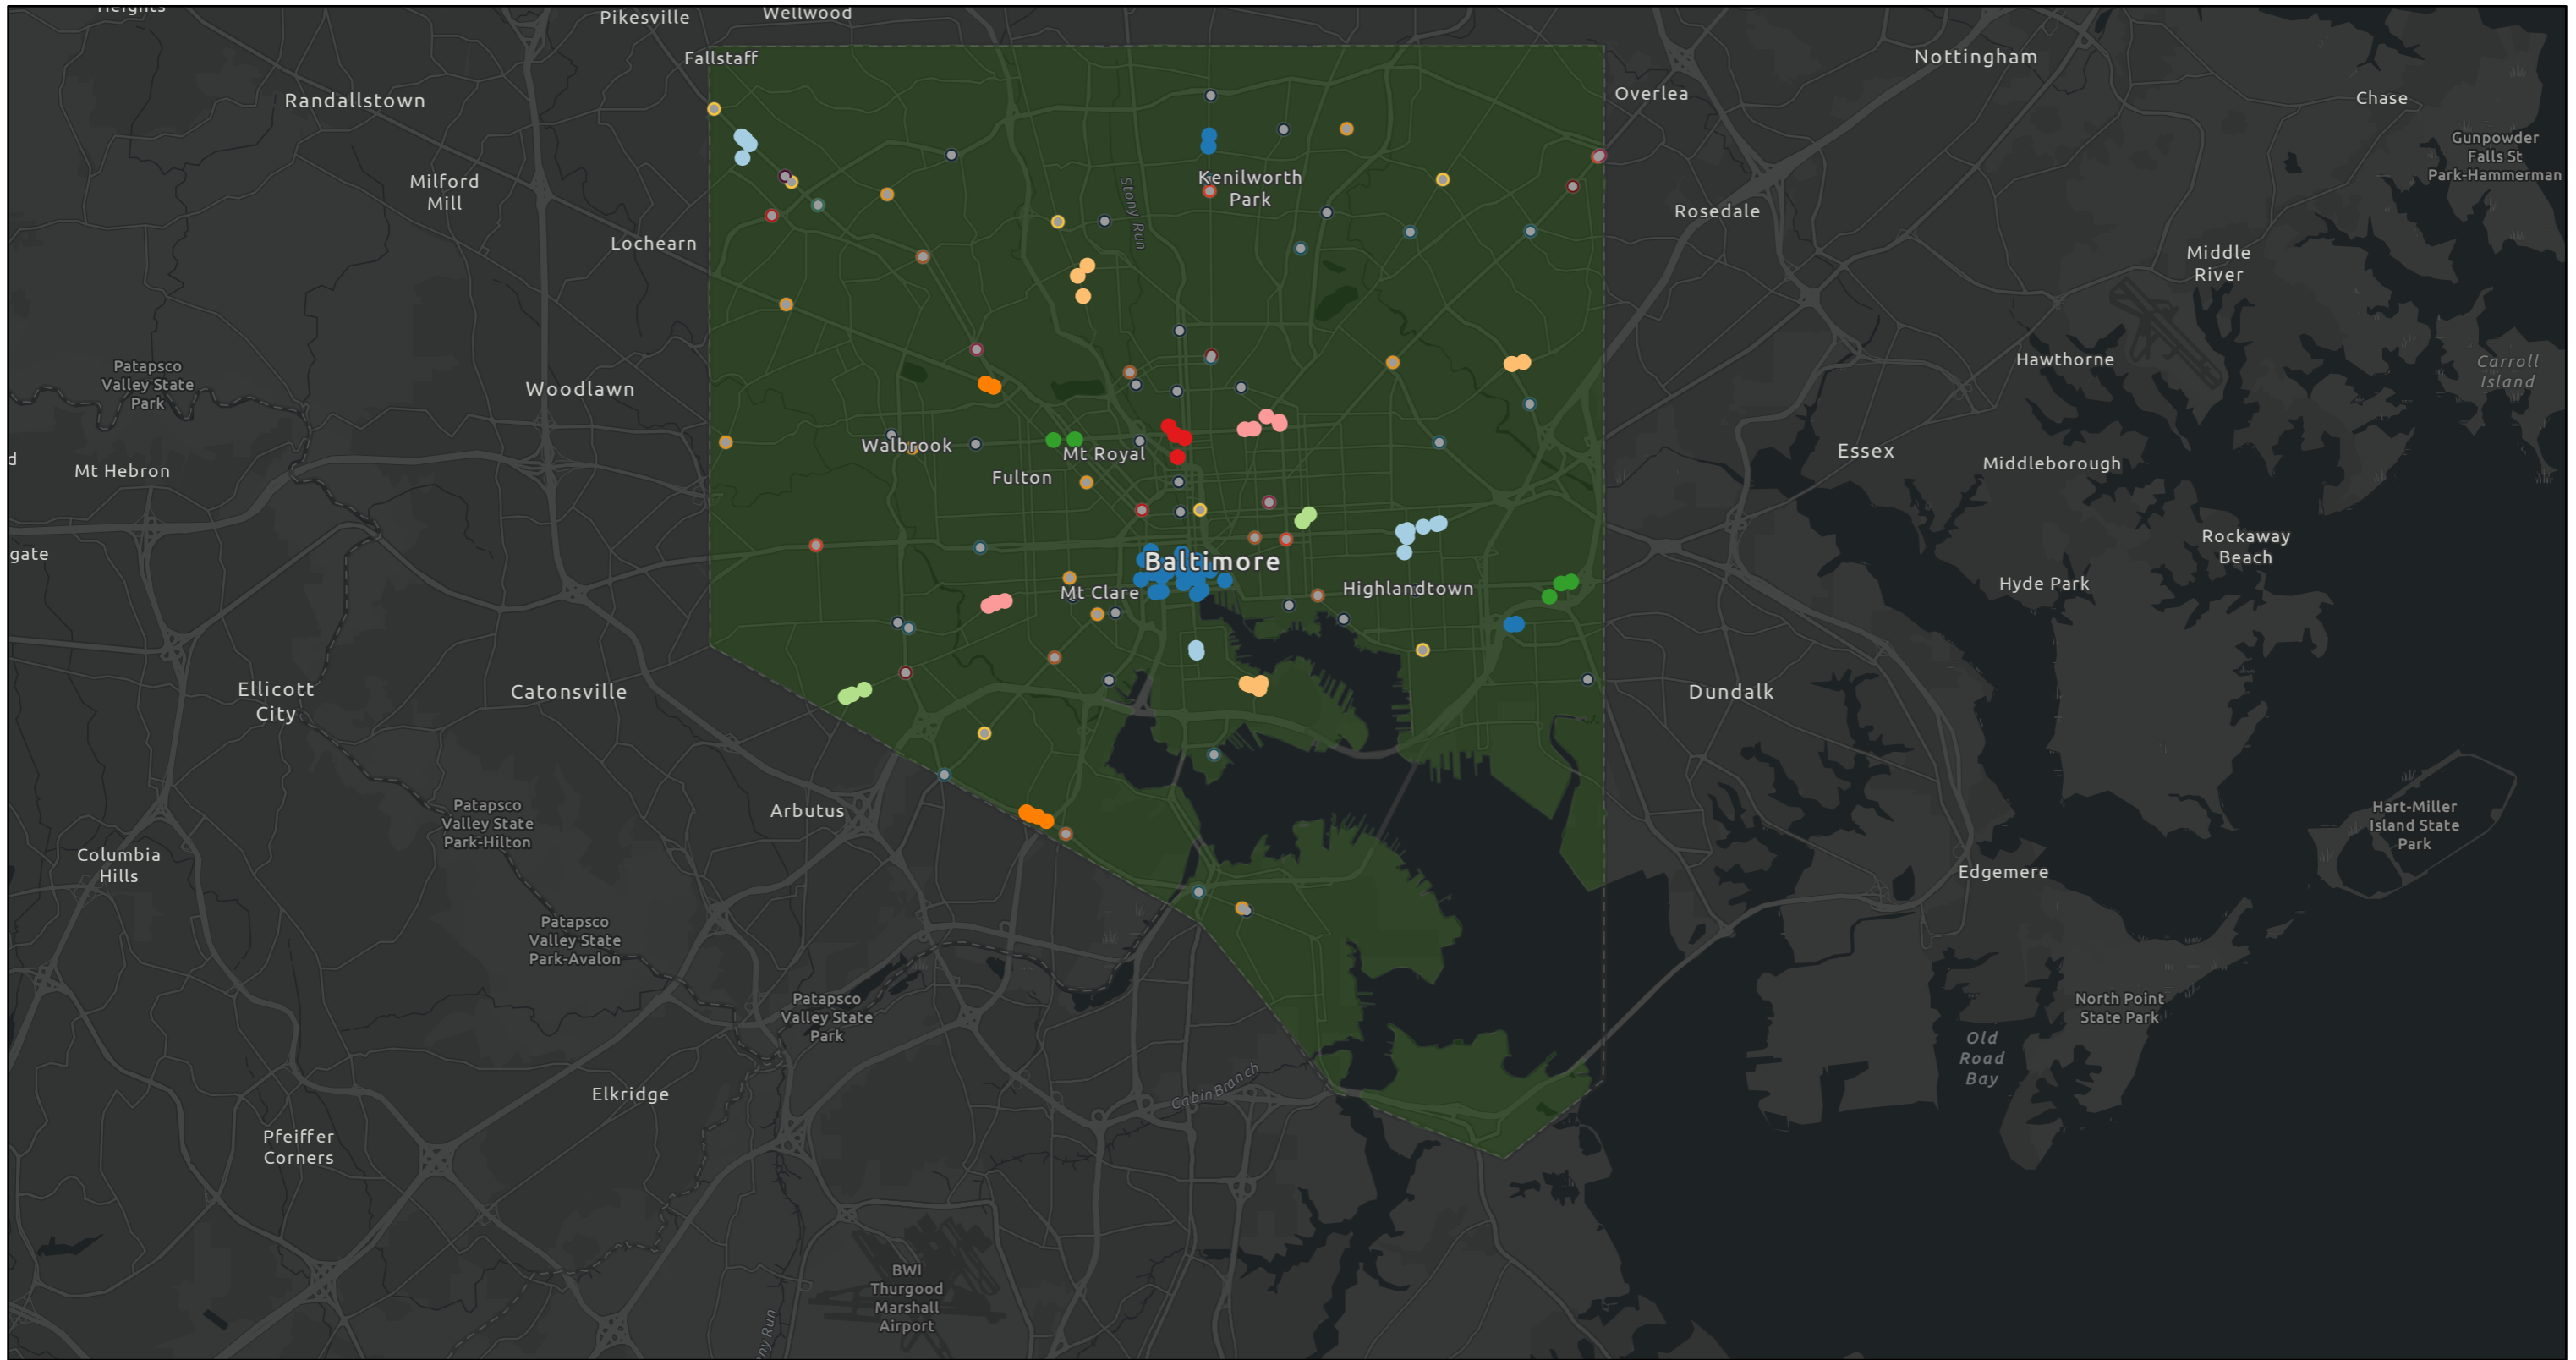 Heights
Pikesville
Wellwood
Fallstaff
Nottingham
Randallstown
Overlea
Chase
Gunpowder
Falls St
Park-Hammerman
Milford
Mill
Kenilworth
Park
Stony Run
Rosedale
Lochearn
Middle
River
Patapsco
Valley State
Park
Woodlawn
Hawthorne
Carroll
Island
Walbrook
Mt Royal
Essex
Middleborough
d
Mt Hebron
Fulton
gate
Rockaway
Beach
Baltimore
Mt Clare
Highlandtown
Hyde Park
Ellicott
City
Catonsville
Dundalk
Patapsco
Valley State
Park-Hilton
Arbutus
Hart-Miller
Island State
Park
Columbia
Hills
Edgemere
Patapsco
Valley State
Park-Avalon
Patapsco
Valley State
Park
North Point
State Park
Old
Road
Bay
Cabin Branch
Elkridge
Pfeiffer
Corners
BWI
Thurgood
Marshall
Airport
ny Run